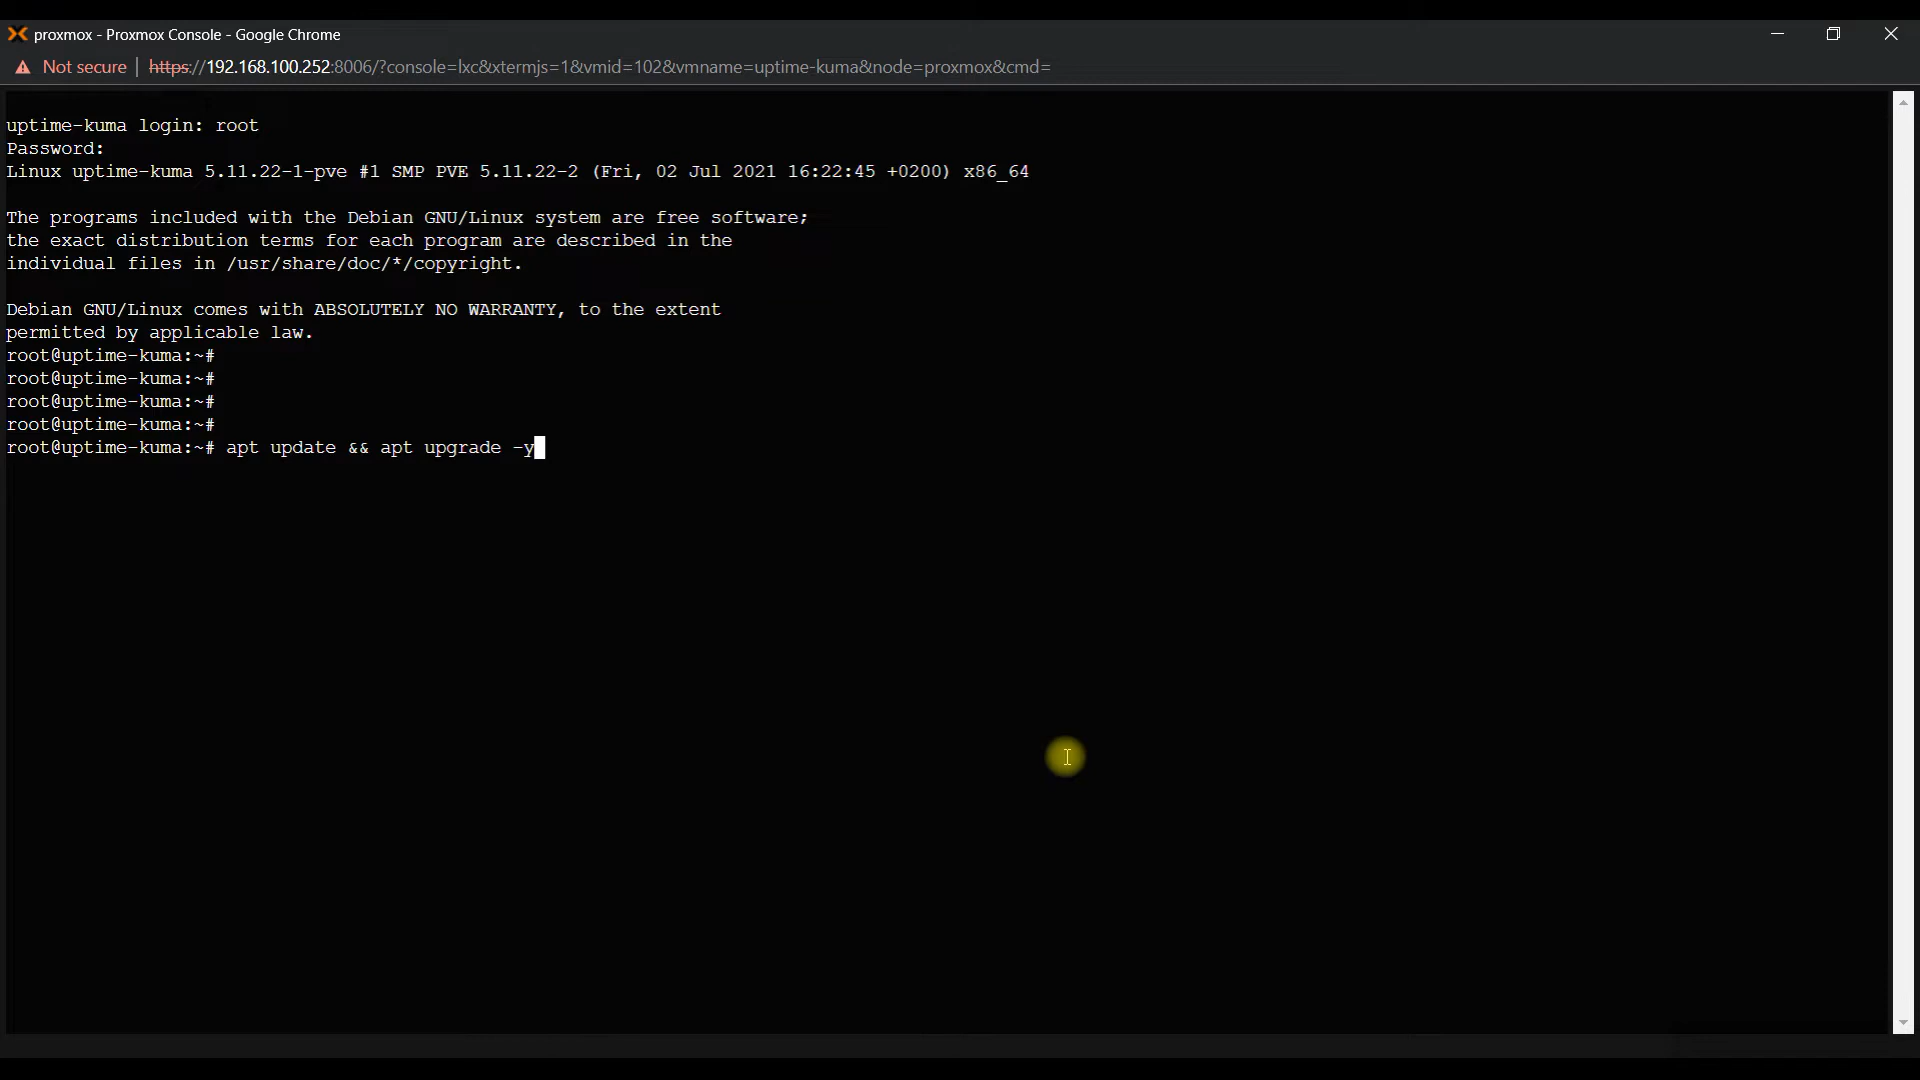 proxmox - Proxmox Console - Google Chrome
Not secure | https://192.168.100.252:8006/?console=lxc&xtermjs=1&vmid=102&vmname=uptime-kuma&node=proxmox&cmd=
uptime-kuma login: root
Password:
Linux uptime-kuma 5.11.22-1-pve #1 SMP PVE 5.11.22-2 (Fri, 02 Jul 2021 16:22:45 +0200) x86_64
The programs included with the Debian GNU/Linux system are free software;
the exact distribution terms for each program are described in the
individual files in /usr/share/doc/*/copyright.
Debian GNU/Linux comes with ABSOLUTELY NO WARRANTY, to the extent
permitted by applicable law.
root@uptime-kuma:~#
root@uptime-kuma:~#
root@uptime-kuma:~#
root@uptime-kuma:~#
root@uptime-kuma:~# apt update && apt upgrade -y